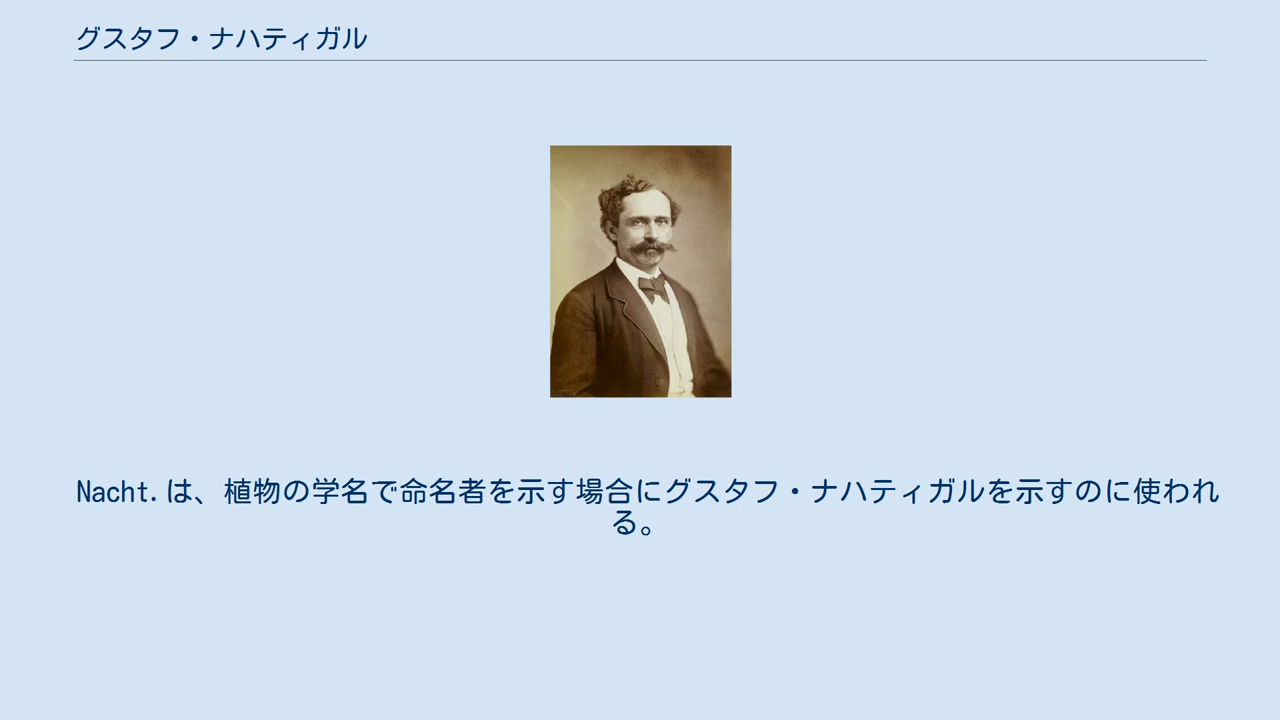 グスタフ・ナハティガル
Nacht.は、植物の学名で命名者を示す場合にグスタフ・ナハティガルを示すのに使われ
る。